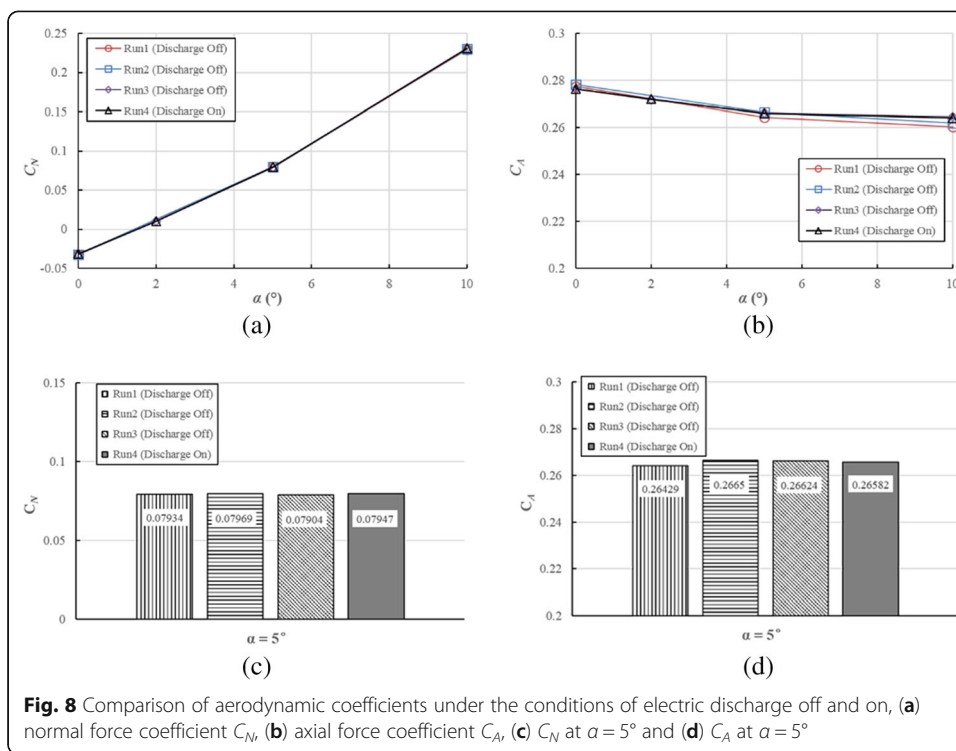 (a)
0.25
0.20
0.15
0.10
0.05
0
-0.05
C_N
Run1 (Discharge Off)
Run2 (Discharge Off)
Run3 (Discharge Off)
Run4 (Discharge On)
0 2 4 6 8 10
α (°)
(a)
(b)
0.3
0.28
0.26
0.24
0.22
0.2
C_A
Run1 (Discharge Off)
Run2 (Discharge Off)
Run3 (Discharge Off)
Run4 (Discharge On)
0 2 4 6 8 10
α (°)
(b)
(c)
0.15
0.1
0.05
0
C_N
Run1 (Discharge Off)
Run2 (Discharge Off)
Run3 (Discharge Off)
Run4 (Discharge On)
0.07934 0.07969 0.07904 0.07947
α = 5°
(c)
(d)
0.3
0.28
0.26
0.24
0.22
0.2
C_A
Run1 (Discharge Off)
Run2 (Discharge Off)
Run3 (Discharge Off)
Run4 (Discharge On)
0.26429 0.2665 0.26624 0.26582
α = 5°
(d)
Fig. 8 Comparison of aerodynamic coefficients under the conditions of electric discharge off and on, (a)
normal force coefficient C_N, (b) axial force coefficient C_A, (c) C_N at α = 5° and (d) C_A at α = 5°